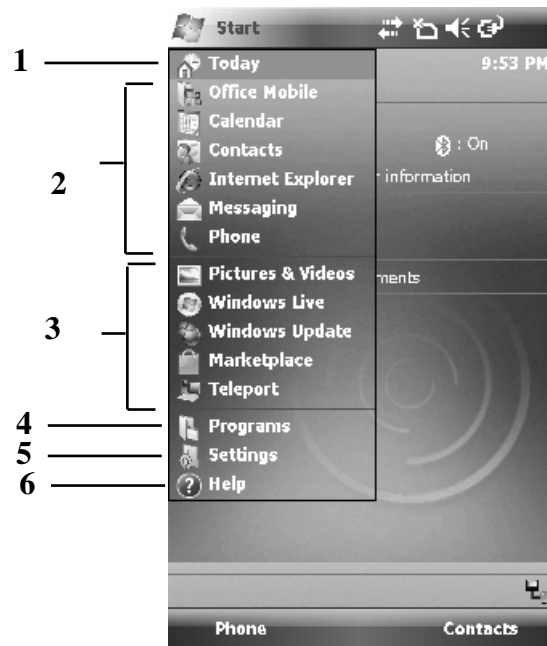 Start
1 Today 9:53 PM
Office Mobile
Calendar
Contacts : On
2 Internet Explorer information
Messaging
Phone
Pictures & Videos ments
Windows Live
3 Windows Update
Marketplace
Teleport
4 Programs
5 Settings
6 Help
Phone Contacts